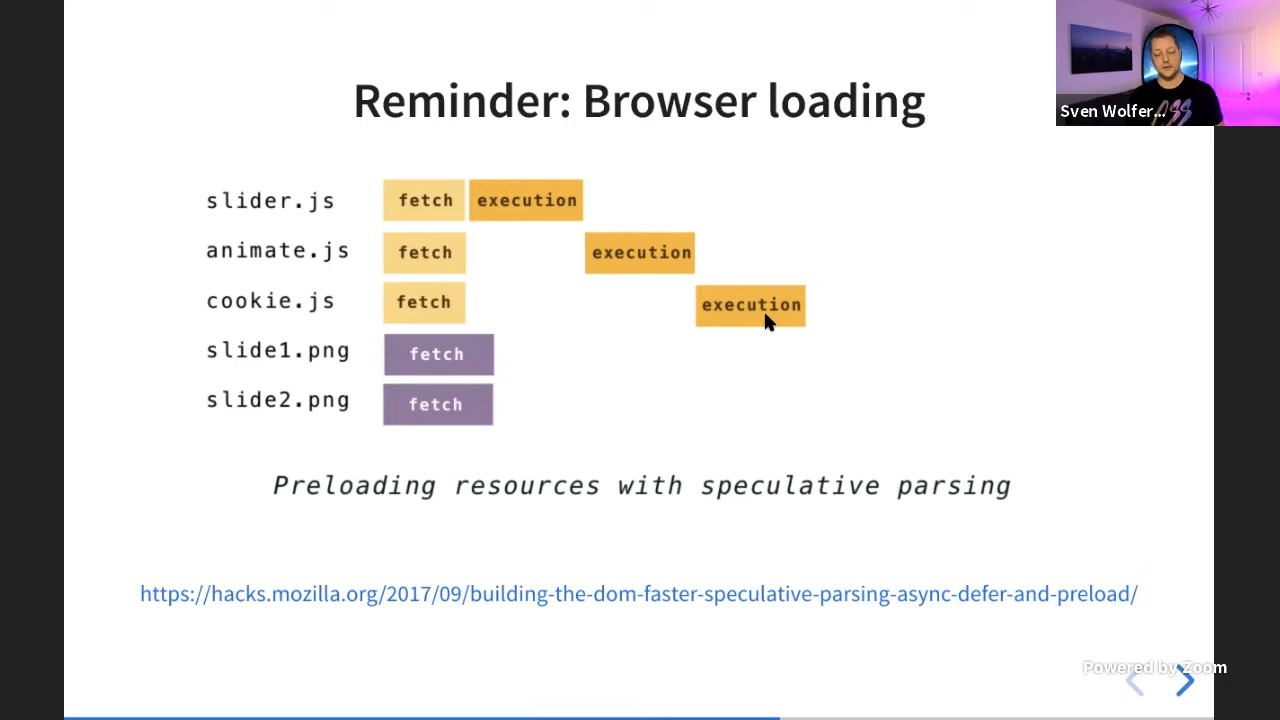 Reminder: Browser loading
Sven Wolfer...
slider.js fetch execution
animate.js fetch execution
cookie.js fetch execution
slide1.png fetch
slide2.png fetch
Preloading resources with speculative parsing
https://hacks.mozilla.org/2017/09/building-the-dom-faster-speculative-parsing-async-defer-and-preload/
Powered by Zoom